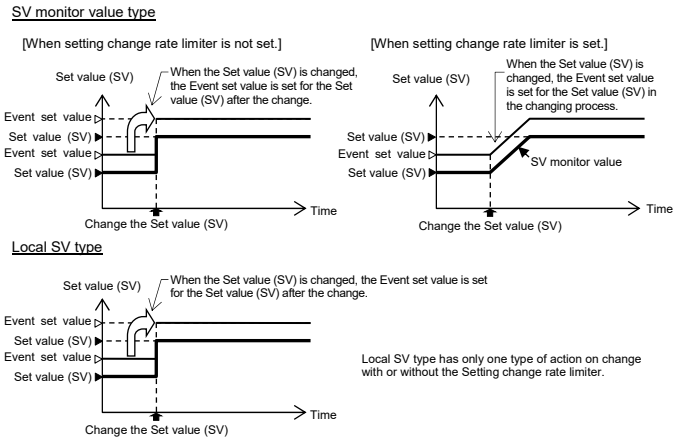 SV monitor value type
[When setting change rate limiter is not set.]
Set value (SV)
When the Set value (SV) is changed,
the Event set value is set for the Set
value (SV) after the change.
Event set value
Set value (SV)
Event set value
Set value (SV)
Time
Change the Set value (SV)
[When setting change rate limiter is set.]
Set value (SV)
When the Set value (SV) is
changed, the Event set value
is set for the Set value (SV) in
the changing process.
Set value (SV)
Event set value
Set value (SV)
SV monitor value
Time
Change the Set value (SV)
Local SV type
Set value (SV)
When the Set value (SV) is changed, the Event set value is set
for the Set value (SV) after the change.
Event set value
Set value (SV)
Event set value
Set value (SV)
Time
Change the Set value (SV)
Local SV type has only one type of action on change
with or without the Setting change rate limiter.